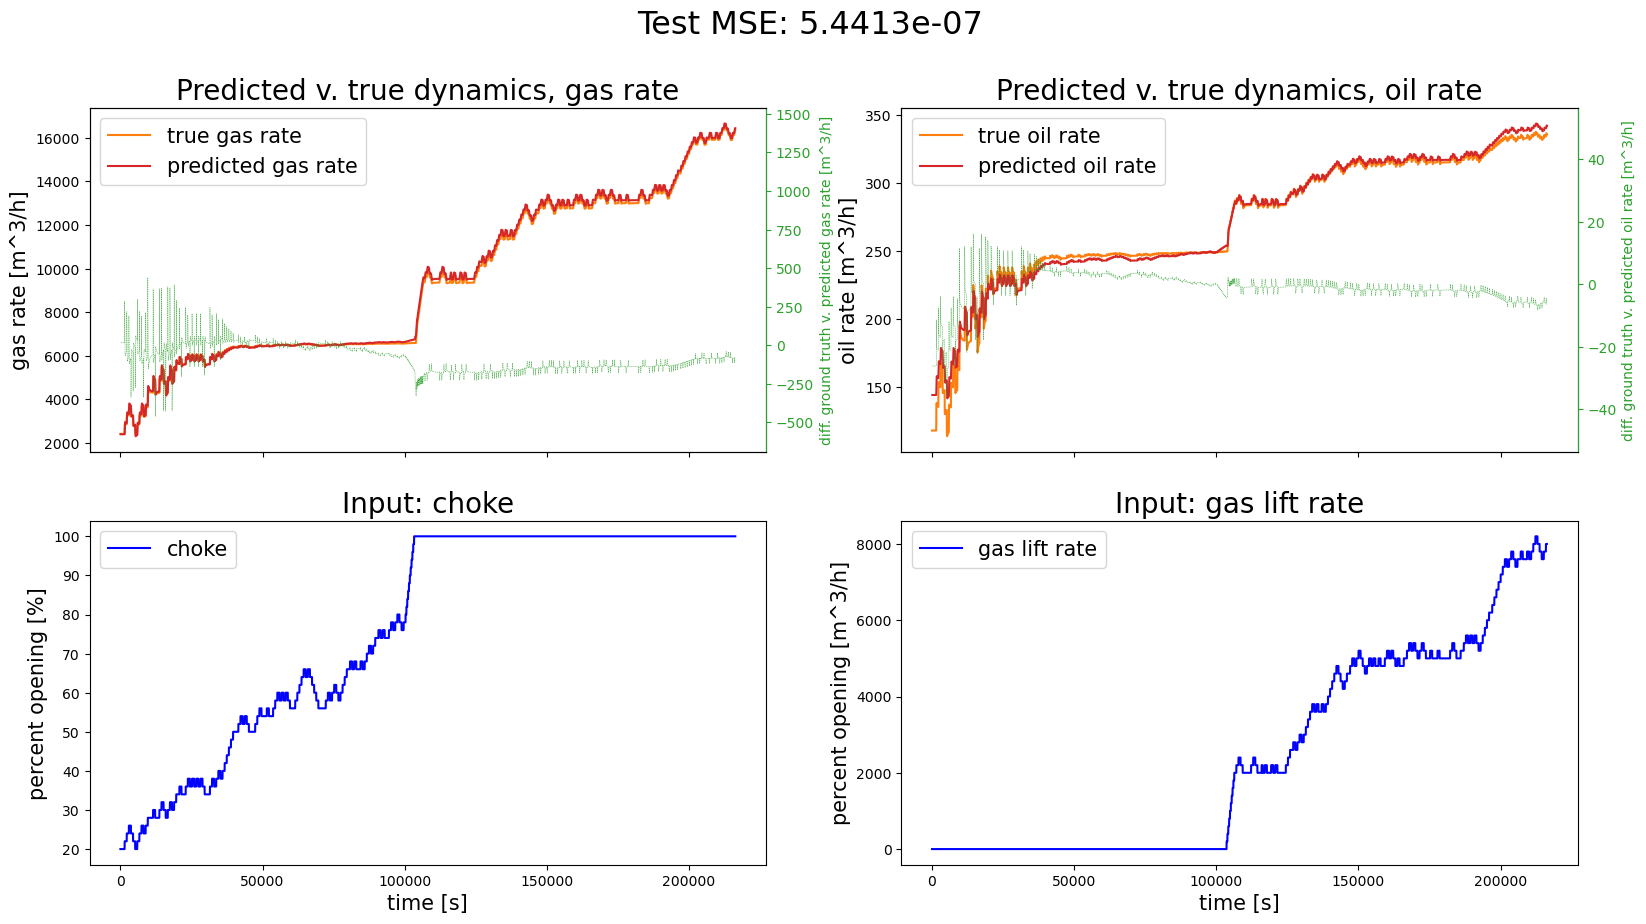 Test MSE: 5.4413e-07
Predicted v. true dynamics, gas rate
true gas rate
predicted gas rate
gas rate [m^3/h]
16000
14000
12000
10000
8000
6000
4000
2000
1500
1250
1000
750
500
250
0
−250
−500
diff. ground truth v. predicted gas rate [m^3/h]
Predicted v. true dynamics, oil rate
true oil rate
predicted oil rate
oil rate [m^3/h]
350
300
250
200
150
40
20
0
−20
−40
diff. ground truth v. predicted oil rate [m^3/h]
Input: choke
choke
percent opening [%]
100
90
80
70
60
50
40
30
20
0
50000
100000
150000
200000
time [s]
Input: gas lift rate
gas lift rate
percent opening [m^3/h]
8000
6000
4000
2000
0
0
50000
100000
150000
200000
time [s]